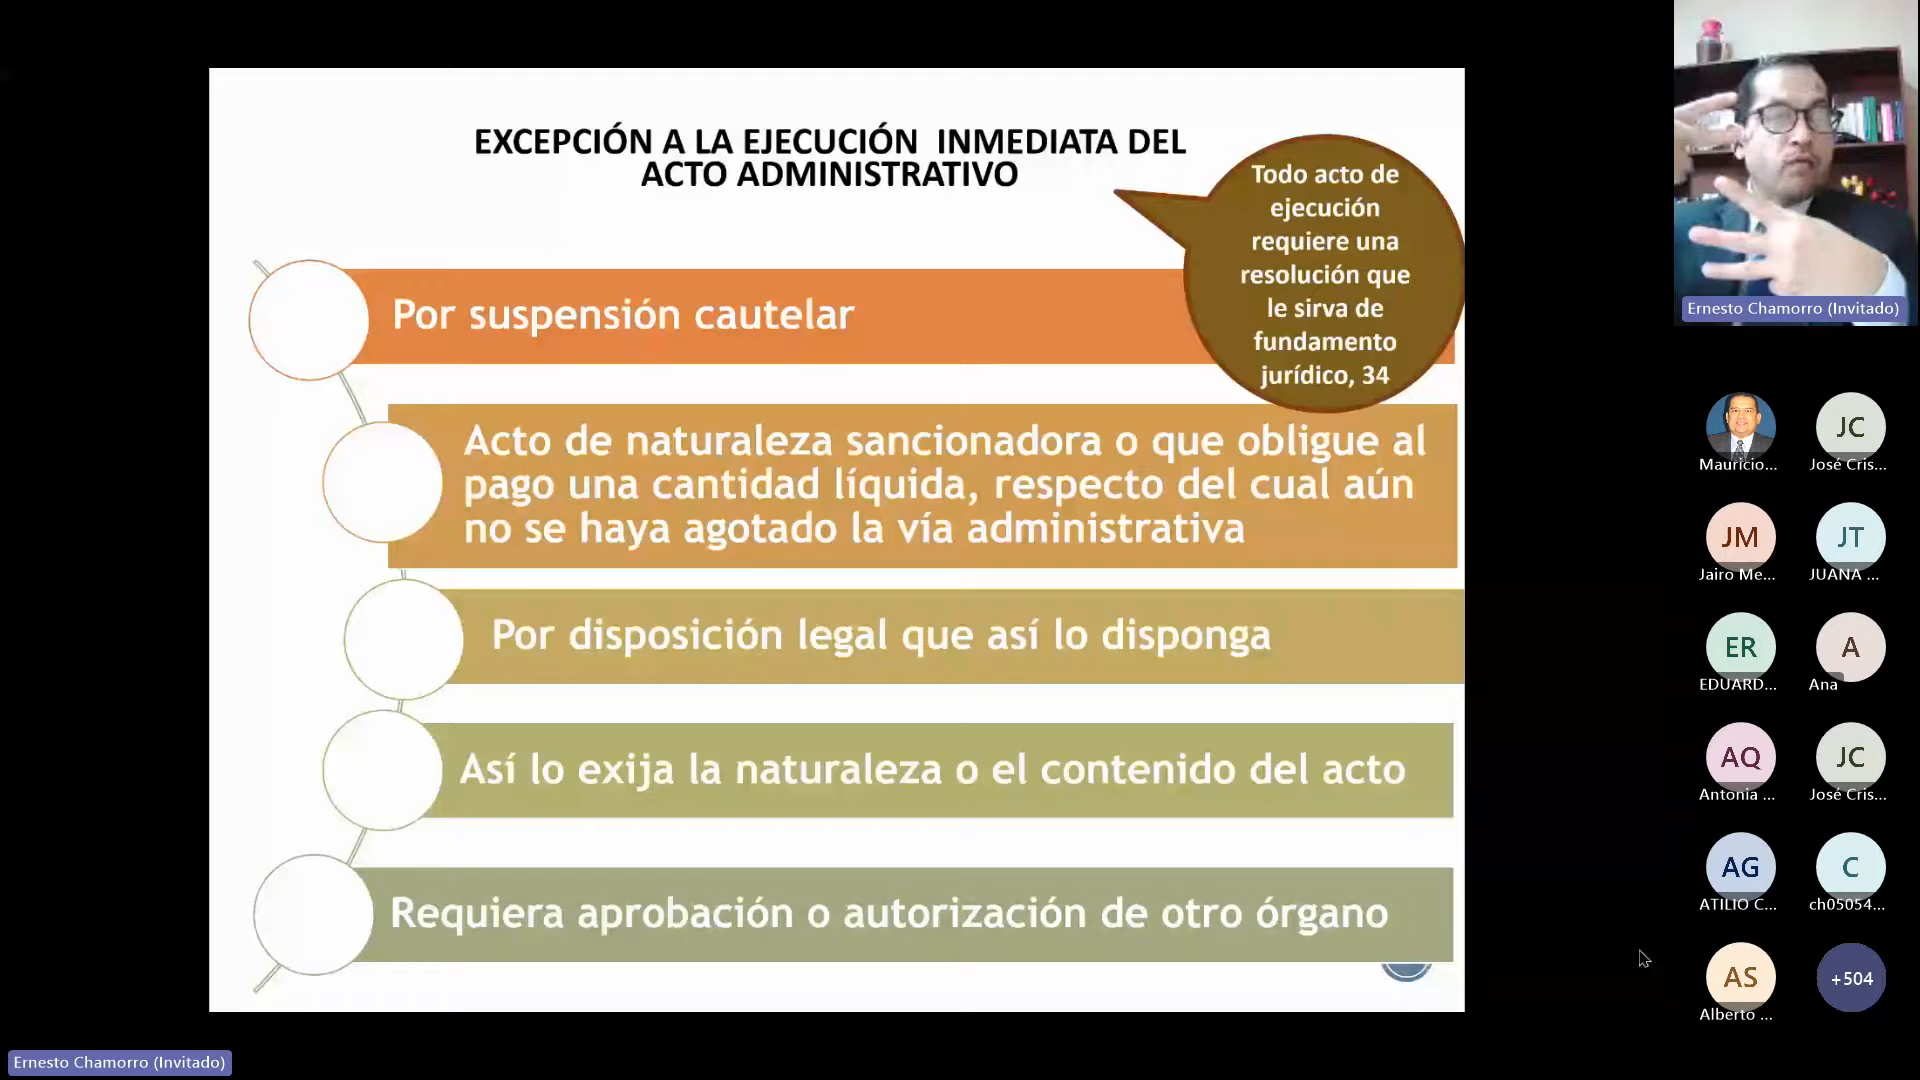 EXCEPCIÓN A LA EJECUCIÓN INMEDIATA DEL
ACTO ADMINISTRATIVO
Todo acto de
ejecución
requiere una
resolución que
le sirva de
fundamento
jurídico, 34
Por suspensión cautelar
Acto de naturaleza sancionadora o que obligue al
pago una cantidad líquida, respecto del cual aún
no se haya agotado la vía administrativa
Por disposición legal que así lo disponga
Así lo exija la naturaleza o el contenido del acto
Requiera aprobación o autorización de otro órgano
Ernesto Chamorro (Invitado)
Mauricio...
JC
José Cris...
JM
Jairo Me...
JT
JUANA ...
ER
EDUARD...
A
Ana
AQ
Antonia ...
JC
José Cris...
AG
ATILIO C...
C
ch05054...
AS
Alberto ...
+504
Ernesto Chamorro (Invitado)